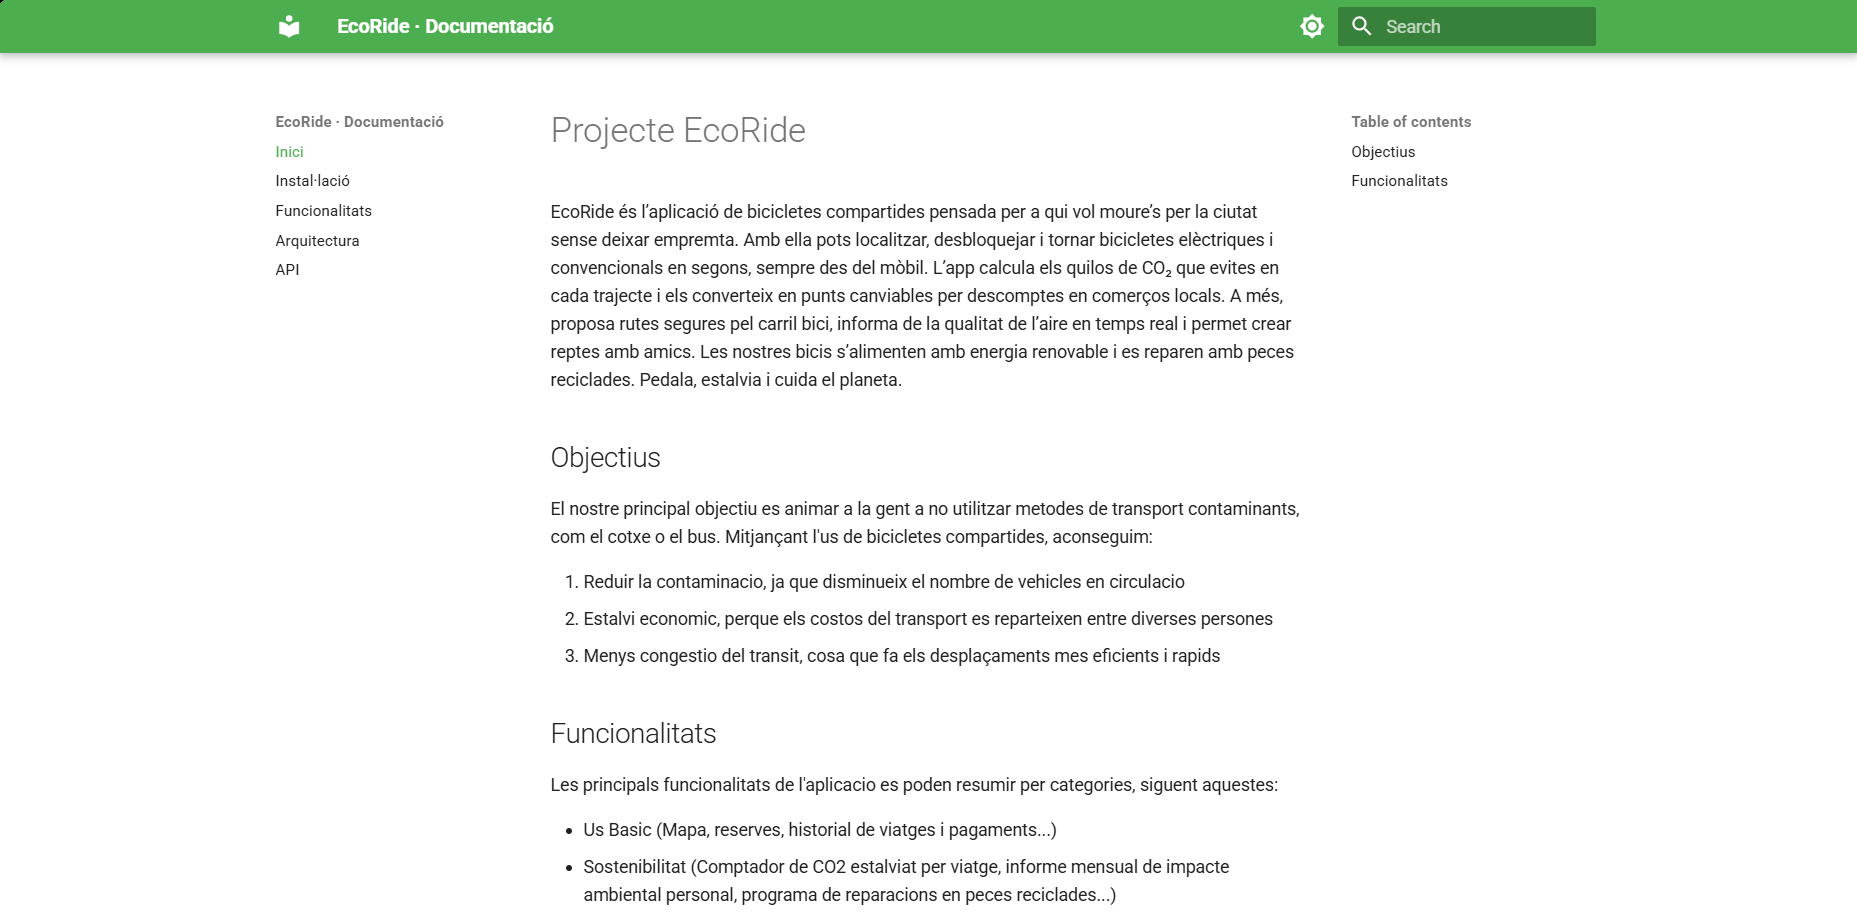 EcoRide · Documentació
Search
EcoRide · Documentació
Inici
Instal·lació
Funcionalitats
Arquitectura
API
Projecte EcoRide
EcoRide és l’aplicació de bicicletes compartides pensada per a qui vol moure’s per la ciutat
sense deixar empremta. Amb ella pots localitzar, desbloquejar i tornar bicicletes elèctriques i
convencionals en segons, sempre des del mòbil. L’app calcula els quilos de CO₂ que evites en
cada trajecte i els converteix en punts canviables per descomptes en comerços locals. A més,
proposa rutes segures pel carril bici, informa de la qualitat de l’aire en temps real i permet crear
reptes amb amics. Les nostres bicis s’alimenten amb energia renovable i es reparen amb peces
reciclades. Pedala, estalvia i cuida el planeta.
Objectius
El nostre principal objectiu es animar a la gent a no utilitzar metodes de transport contaminants,
com el cotxe o el bus. Mitjançant l'us de bicicletes compartides, aconseguim:
1. Reduir la contaminacio, ja que disminueix el nombre de vehicles en circulacio
2. Estalvi economic, perque els costos del transport es reparteixen entre diverses persones
3. Menys congestio del transit, cosa que fa els desplaçaments mes eficients i rapids
Funcionalitats
Les principals funcionalitats de l'aplicacio es poden resumir per categories, siguent aquestes:
• Us Basic (Mapa, reserves, historial de viatges i pagaments...)
• Sostenibilitat (Comptador de CO2 estalviat per viatge, informe mensual de impacte
ambiental personal, programa de reparacions en peces reciclades...)
Table of contents
Objectius
Funcionalitats